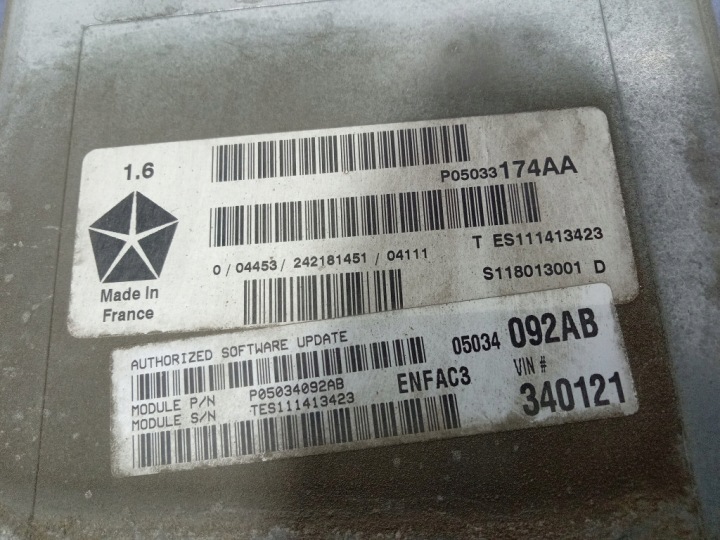 1.6
P05033174AA
T ES111413423
0 / 04453 / 242181451 / 04111
S118013001 D
Made In
France
AUTHORIZED SOFTWARE UPDATE
05034 092AB
MODULE P/N P05034092AB
ENFAC3 VIN #
MODULE S/N TES111413423
340121